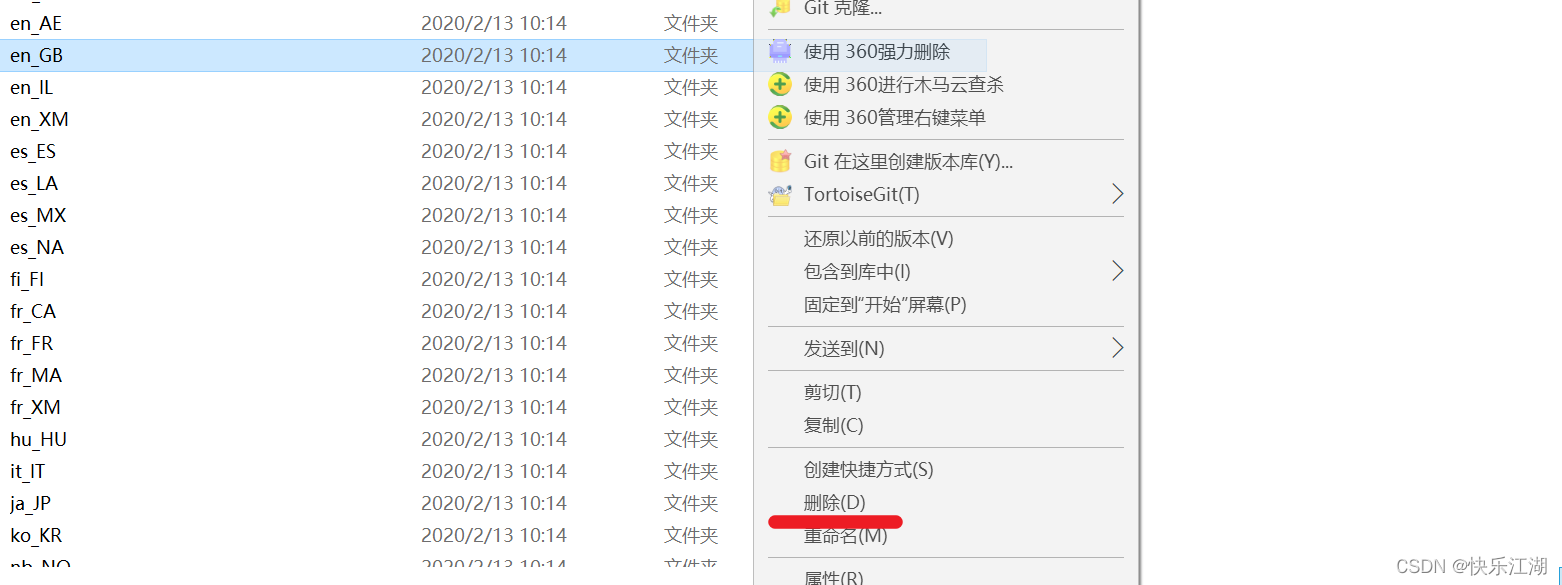 en_AE 2020/2/13 10:14 文件夹
en_GB 2020/2/13 10:14 文件夹
en_IL 2020/2/13 10:14 文件夹
en_XM 2020/2/13 10:14 文件夹
es_ES 2020/2/13 10:14 文件夹
es_LA 2020/2/13 10:14 文件夹
es_MX 2020/2/13 10:14 文件夹
es_NA 2020/2/13 10:14 文件夹
fi_FI 2020/2/13 10:14 文件夹
fr_CA 2020/2/13 10:14 文件夹
fr_FR 2020/2/13 10:14 文件夹
fr_MA 2020/2/13 10:14 文件夹
fr_XM 2020/2/13 10:14 文件夹
hu_HU 2020/2/13 10:14 文件夹
it_IT 2020/2/13 10:14 文件夹
ja_JP 2020/2/13 10:14 文件夹
ko_KR 2020/2/13 10:14 文件夹
nb_NO 2020/2/13 10:14 文件夹
Git 克隆...
使用 360强力删除
使用 360进行木马云查杀
使用 360管理右键菜单
Git 在这里创建版本库(Y)...
TortoiseGit(T)
还原以前的版本(V)
包含到库中(I)
固定到“开始”屏幕(P)
发送到(N)
剪切(T)
复制(C)
创建快捷方式(S)
删除(D)
重命名(M)
属性(R)
CSDN @快乐江湖